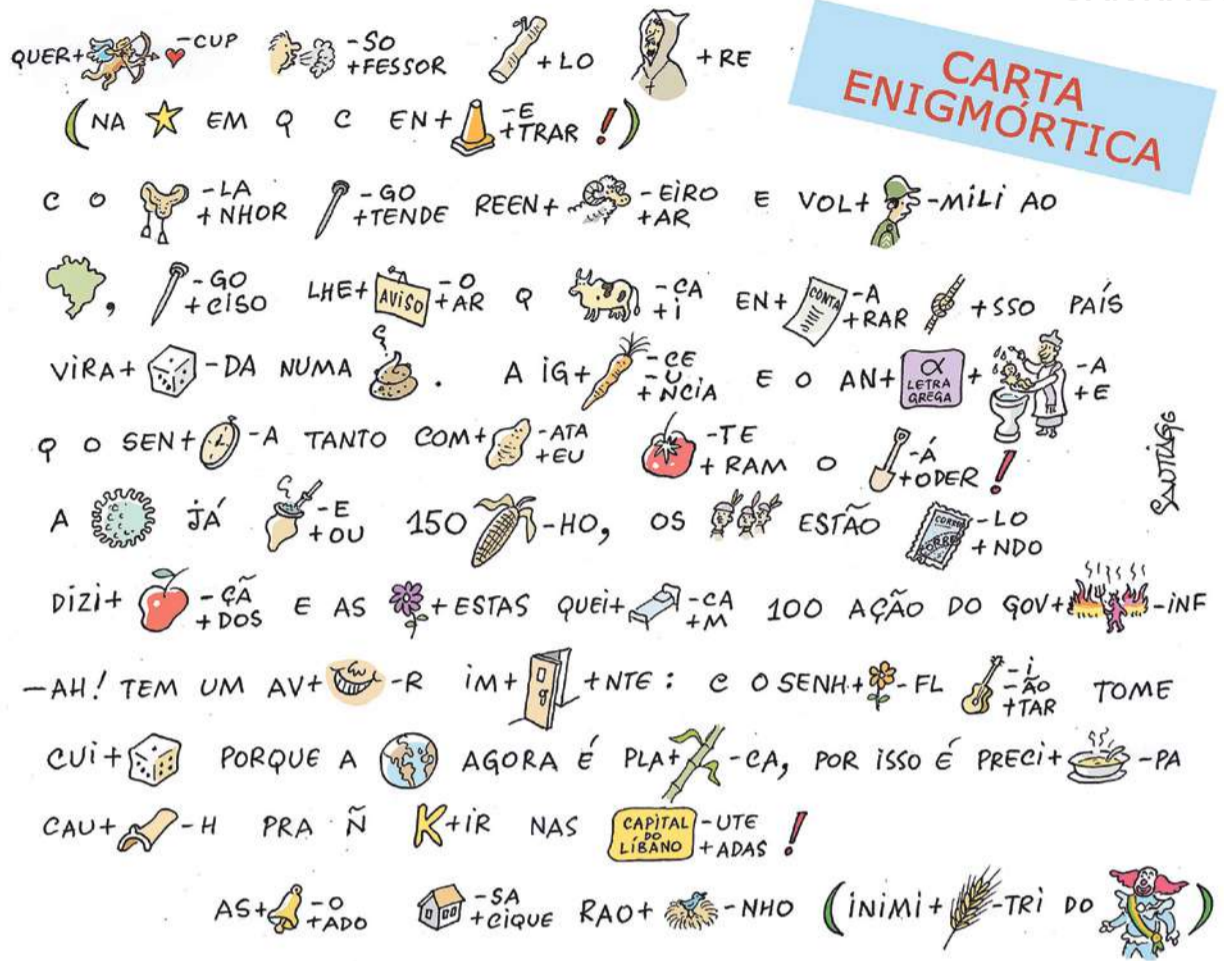 CARTA
ENIGMÓRTICA
QUER+ -CUP -SO +FESSOR +LO +RE
(NA EM Q C EN+ -E +TRAR !)
C O -LA +NHOR -GO +TENDE REEN+ -EIRO +AR E VOL+ -MILI AO
, -GO +CISO LHE+ AVISO -O +AR Q -CA +I EN+ CONTA -A +RAR +SSO PAÍS
VIRA+ -DA NUMA . A IG+ -CE -U +NCIA E O AN+ α LETRA GREGA + -A +E
Q O SEN+ -A TANTO COM+ -ATA +EU -TE +RAM O -Á +ODER !
A JÁ -E +OU 150 -HO, OS ESTÃO CORREIO -LO +NDO
DIZI+ -ÇÃ +DOS E AS +ESTAS QUEI+ -CA +M 100 AÇÃO DO GOV+ -INF
-AH! TEM UM AV+ -R IM+ +NTE: C O SENH+ -FL -I -ÃO +TAR TOME
CUI+ PORQUE A AGORA É PLA+ -CA, POR ISSO É PRECI+ -PA
CAU+ -H PRA Ñ K+IR NAS CAPITAL DO LÍBANO -UTE +ADAS !
AS+ -O +ADO -SA +CIQUE RAO+ -NHO (INIMI+ -TRI DO )
SANTIAGO